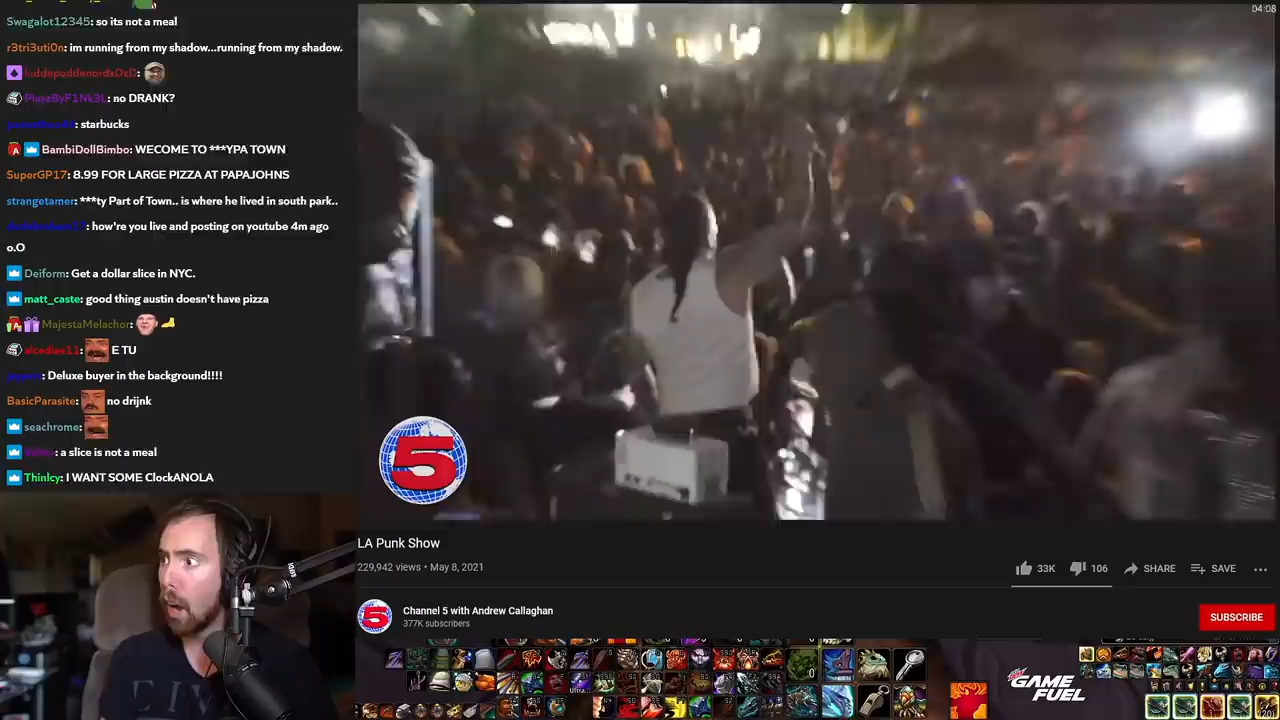 Swagalot12345: so its not a meal
r3tri3uti0n: im running from my shadow...running from my shadow.
luddepuddenordxDxD:
PlayzByF1Nk3L: no DRANK?
: starbucks
BambiDollBimbo: WECOME TO ***YPA TOWN
SuperGP17: 8.99 FOR LARGE PIZZA AT PAPAJOHNS
strangetamer: ***ty Part of Town.. is where he lived in south park..
: how're you live and posting on youtube 4m ago
o.O
Deiform: Get a dollar slice in NYC.
matt_caste: good thing austin doesn't have pizza
MajestaMelachor:
alcedias11: E TU
: Deluxe buyer in the background!!!!
BasicParasite: no drijnk
seachrome:
: a slice is not a meal
Thinlcy: I WANT SOME ClockANOLA
04:08
5
LA Punk Show
229,942 views • May 8, 2021
33K
106
SHARE
SAVE
5
Channel 5 with Andrew Callaghan
377K subscribers
SUBSCRIBE
GAME
FUEL